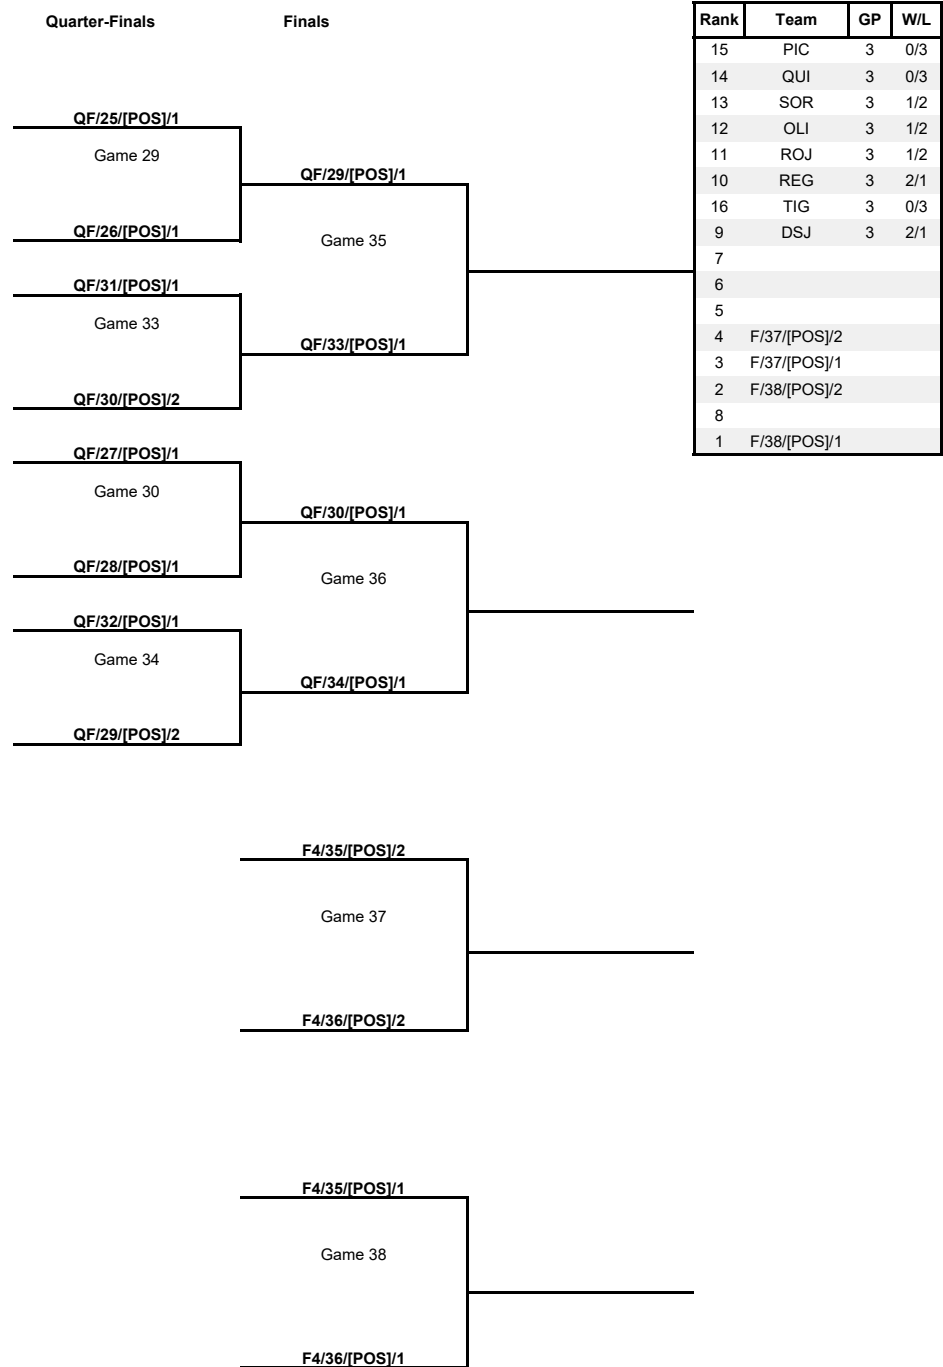 Quarter-Finals Finals
QF/25/[POS]/1
Game 29
QF/29/[POS]/1
QF/26/[POS]/1
Game 35
QF/31/[POS]/1
Game 33
QF/33/[POS]/1
QF/30/[POS]/2
QF/27/[POS]/1
Game 30
QF/30/[POS]/1
QF/28/[POS]/1
Game 36
QF/32/[POS]/1
Game 34
QF/34/[POS]/1
QF/29/[POS]/2
F4/35/[POS]/2
Game 37
F4/36/[POS]/2
F4/35/[POS]/1
Game 38
F4/36/[POS]/1
Rank Team GP W/L
15 PIC 3 0/3
14 QUI 3 0/3
13 SOR 3 1/2
12 OLI 3 1/2
11 ROJ 3 1/2
10 REG 3 2/1
16 TIG 3 0/3
9 DSJ 3 2/1
7
6
5
4 F/37/[POS]/2
3 F/37/[POS]/1
2 F/38/[POS]/2
8
1 F/38/[POS]/1